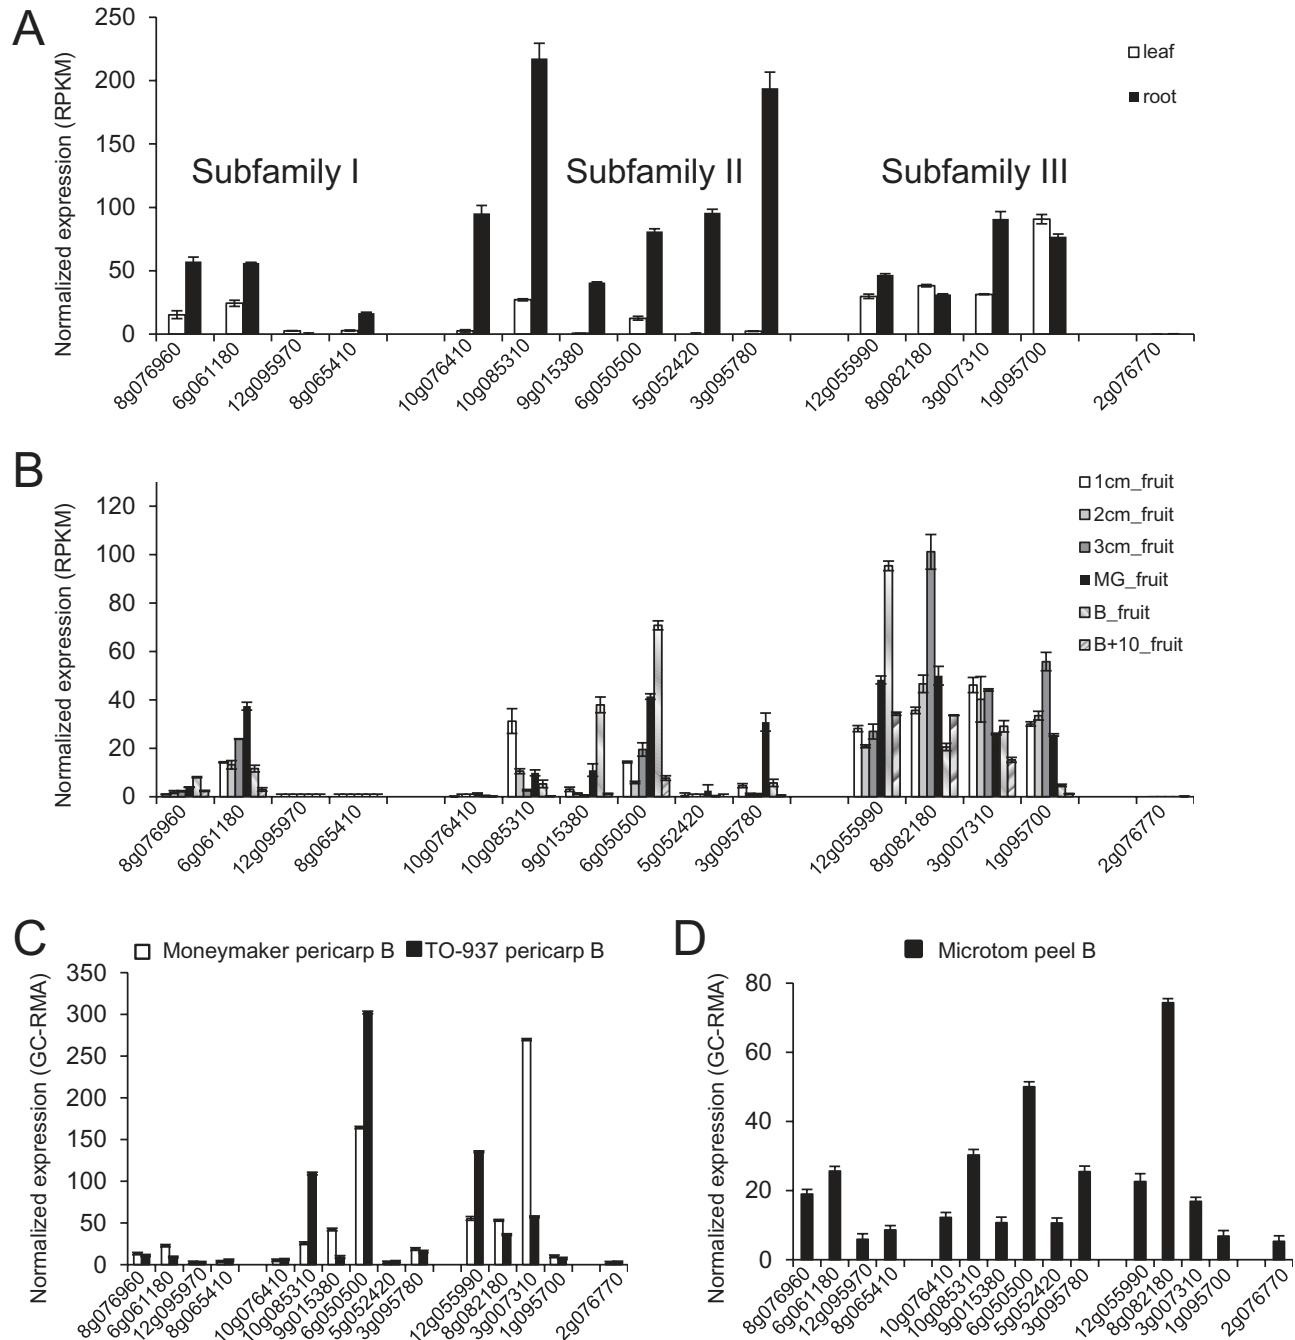 A
Normalized expression (RPKM)
250
200
150
100
50
0
leaf
root
Subfamily I
Subfamily II
Subfamily III
8g076960
6g061180
12g095970
8g065410
10g076410
10g085310
9g015380
6g050500
5g052420
3g095780
12g055990
8g082180
3g007310
1g095700
2g076770
B
Normalized expression (RPKM)
120
100
80
60
40
20
0
1cm_fruit
2cm_fruit
3cm_fruit
MG_fruit
B_fruit
B+10_fruit
8g076960
6g061180
12g095970
8g065410
10g076410
10g085310
9g015380
6g050500
5g052420
3g095780
12g055990
8g082180
3g007310
1g095700
2g076770
C
Moneymaker pericarp B
TO-937 pericarp B
Normalized expression (GC-RMA)
350
300
250
200
150
100
50
0
8g076960
6g061180
12g095970
8g065410
10g076410
10g085360
9g015380
6g050500
5g052420
3g095780
12g055990
8g082180
3g007310
1g095700
2g076770
D
Microtom peel B
Normalized expression (GC-RMA)
80
60
40
20
0
8g076960
6g061180
12g095970
8g065410
10g076410
10g085310
9g015380
6g050500
5g052420
3g095780
12g055990
8g082180
3g007310
1g095700
2g076770